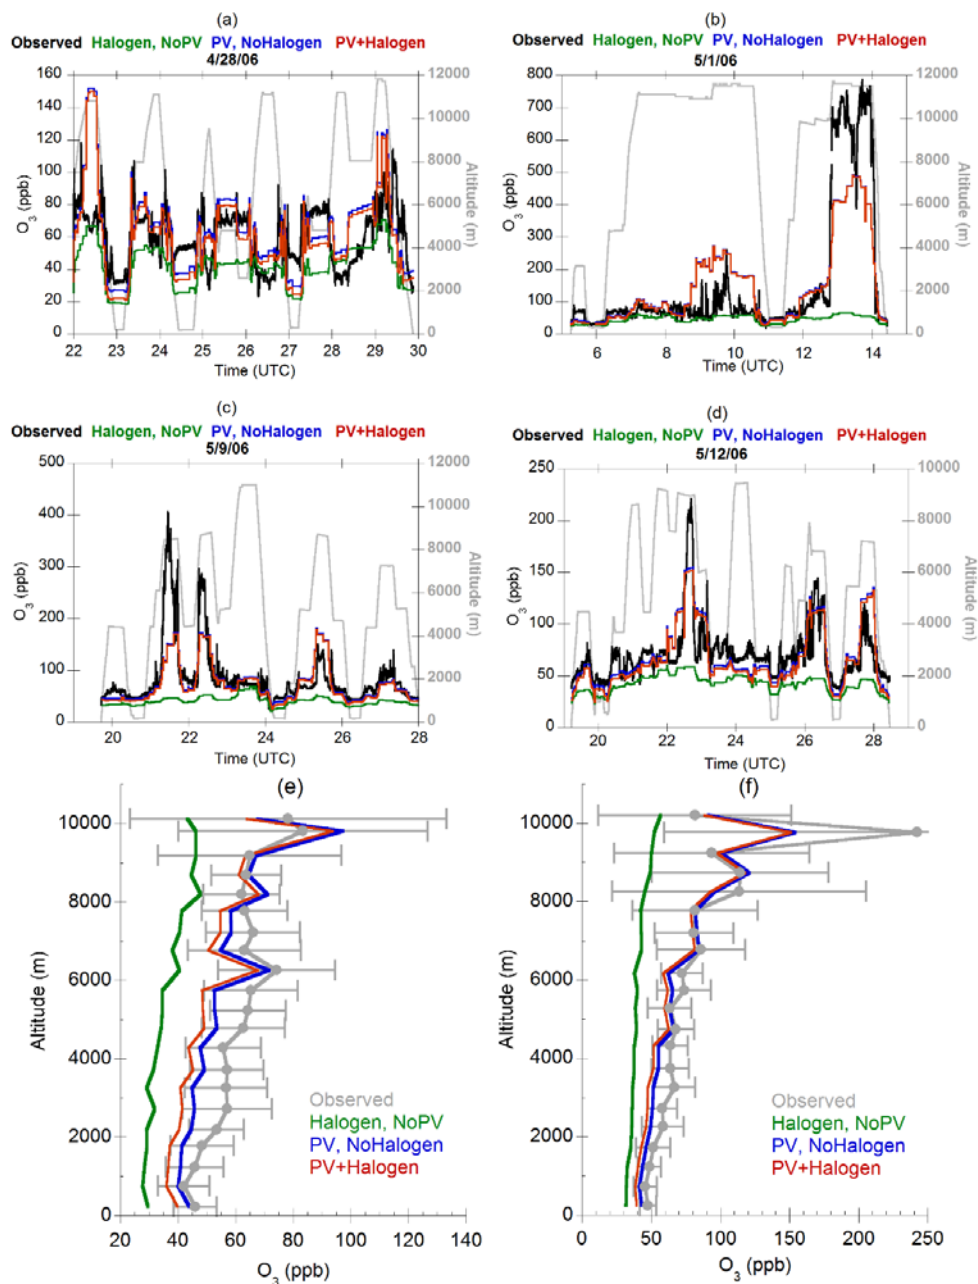 (a)
Observed Halogen, NoPV PV, NoHalogen PV+Halogen
4/28/06
160
140
120
100
80
60
40
20
0
O3 (ppb)
12000
10000
8000
6000
4000
2000
0
Altitude (m)
22 23 24 25 26 27 28 29 30
Time (UTC)
(b)
Observed Halogen, NoPV PV, NoHalogen PV+Halogen
5/1/06
800
700
600
500
400
300
200
100
0
O3 (ppb)
12000
10000
8000
6000
4000
2000
0
Altitude (m)
6 8 10 12 14
Time (UTC)
(c)
Observed Halogen, NoPV PV, NoHalogen PV+Halogen
5/9/06
500
400
300
200
100
0
O3 (ppb)
12000
10000
8000
6000
4000
2000
0
Altitude (m)
20 22 24 26 28
Time (UTC)
(d)
Observed Halogen, NoPV PV, NoHalogen PV+Halogen
5/12/06
250
200
150
100
50
0
O3 (ppb)
10000
8000
6000
4000
2000
0
Altitude (m)
20 22 24 26 28
Time (UTC)
(e)
10000
8000
6000
4000
2000
0
Altitude (m)
Observed
Halogen, NoPV
PV, NoHalogen
PV+Halogen
20 40 60 80 100 120 140
O3 (ppb)
(f)
10000
8000
6000
4000
2000
0
Altitude (m)
Observed
Halogen, NoPV
PV, NoHalogen
PV+Halogen
0 50 100 150 200 250
O3 (ppb)